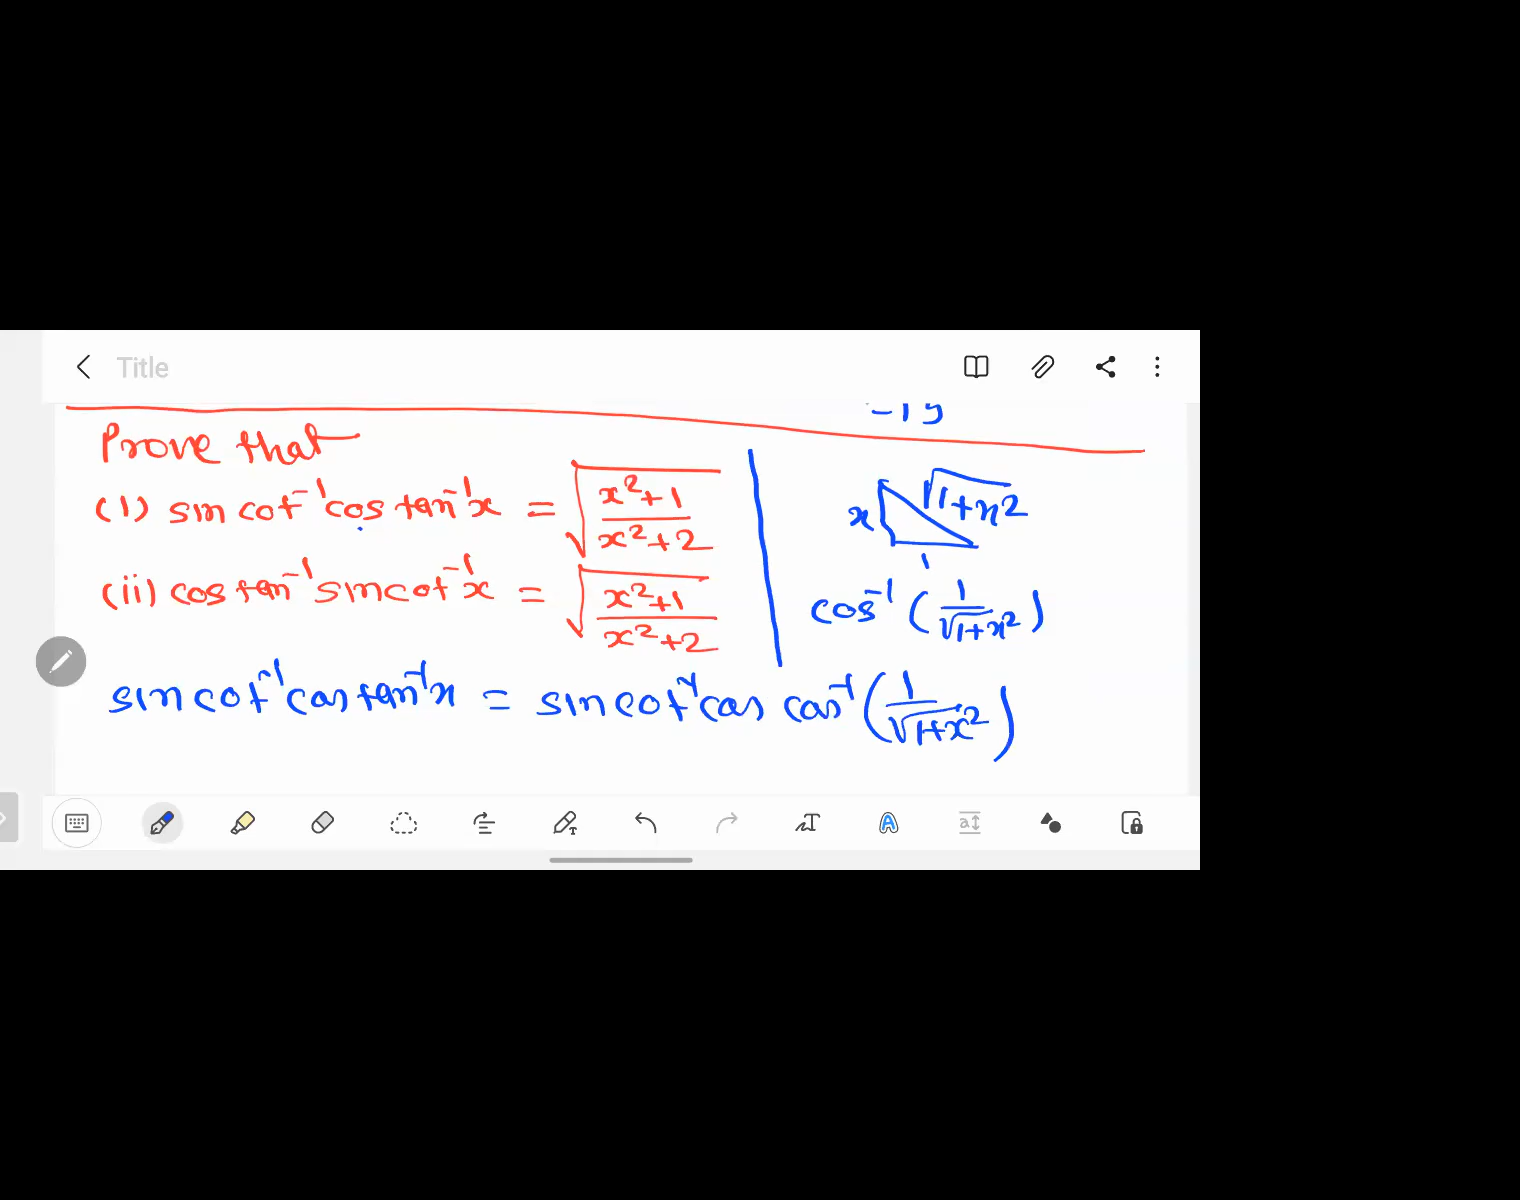 Title
= 1 y
Prove that
(i) sin cot⁻¹ cos tan⁻¹x = √((x²+1)/(x²+2))
(ii) cos tan⁻¹ sin cot⁻¹x = √((x²+1)/(x²+2))
x √1+x²
1
cos⁻¹ (1/√(1+x²))
sin cot⁻¹ cos tan⁻¹x = sin cot⁻¹ cos cos⁻¹ (1/√(1+x²))